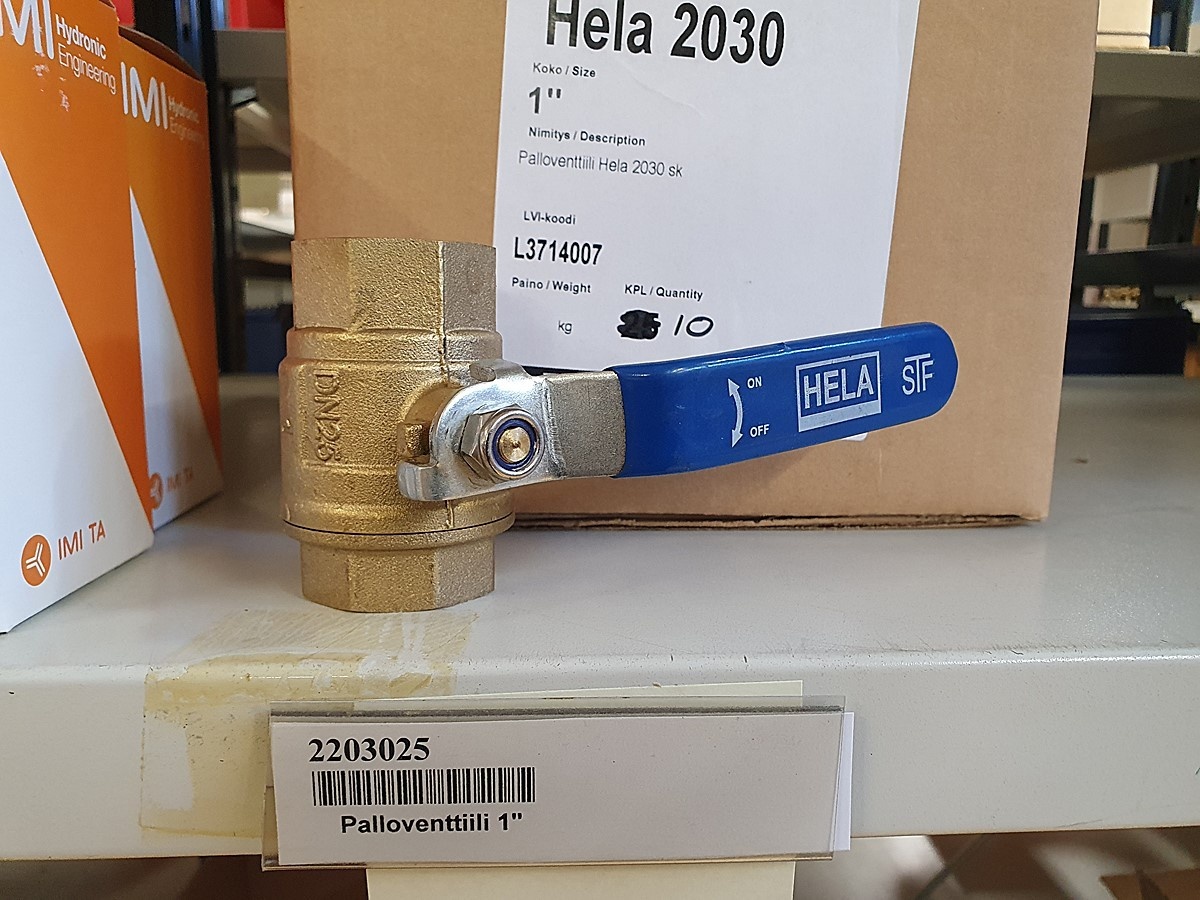 IMI Hydronic
Engineering
IMI Hydronic
Engineering
IMI TA
IMI TA
Hela 2030
Koko / Size
1"
Nimitys / Description
Palloventtiili Hela 2030 sk
LVI-koodi
L3714007
Paino / Weight KPL / Quantity
kg 10
DN25
ON
OFF
HELA STF
2203025
Palloventtiili 1"